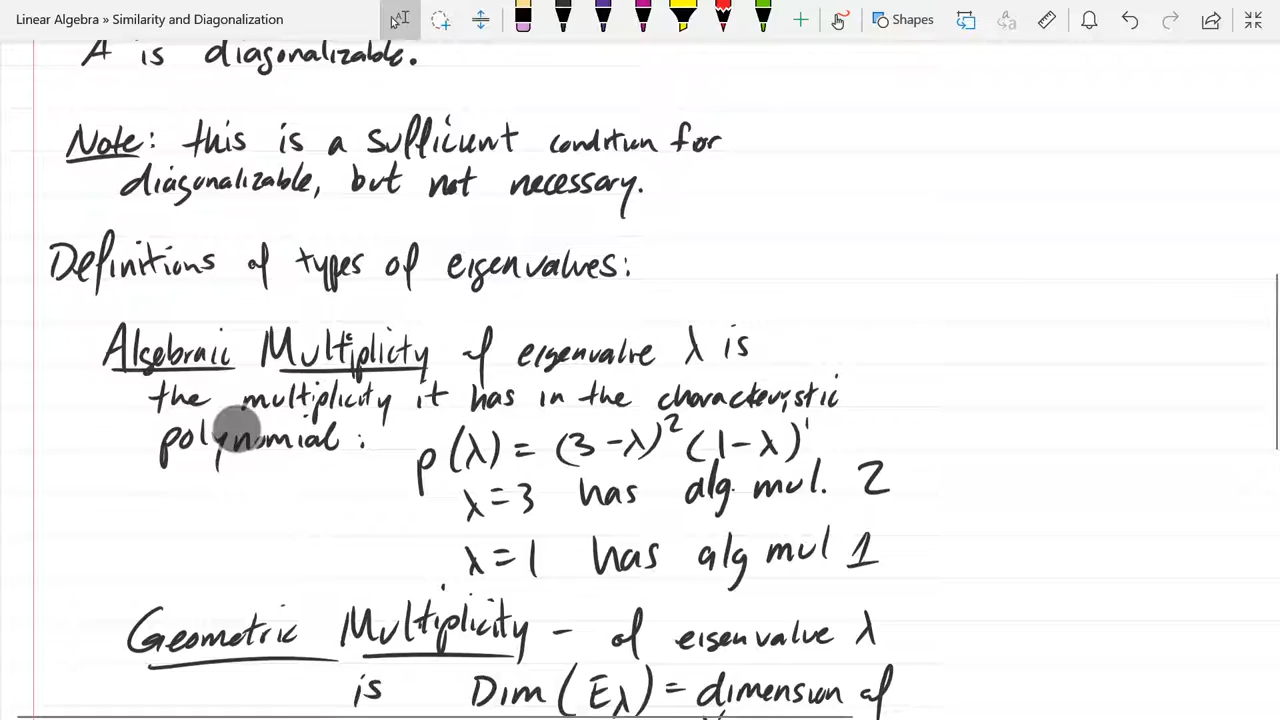 Linear Algebra » Similarity and Diagonalization
Shapes
A is diagonalizable.
Note: this is a sufficient condition for
diagonalizable, but not necessary.
Definitions of types of eigenvalues:
Algebraic Multiplicity of eigenvalue λ is
the multiplicity it has in the characteristic
polynomial: p(λ) = (3-λ)² (1-λ)¹
λ=3 has alg. mul. 2
λ=1 has alg mul 1
Geometric Multiplicity - of eigenvalue λ
is Dim(Eλ) = dimension of